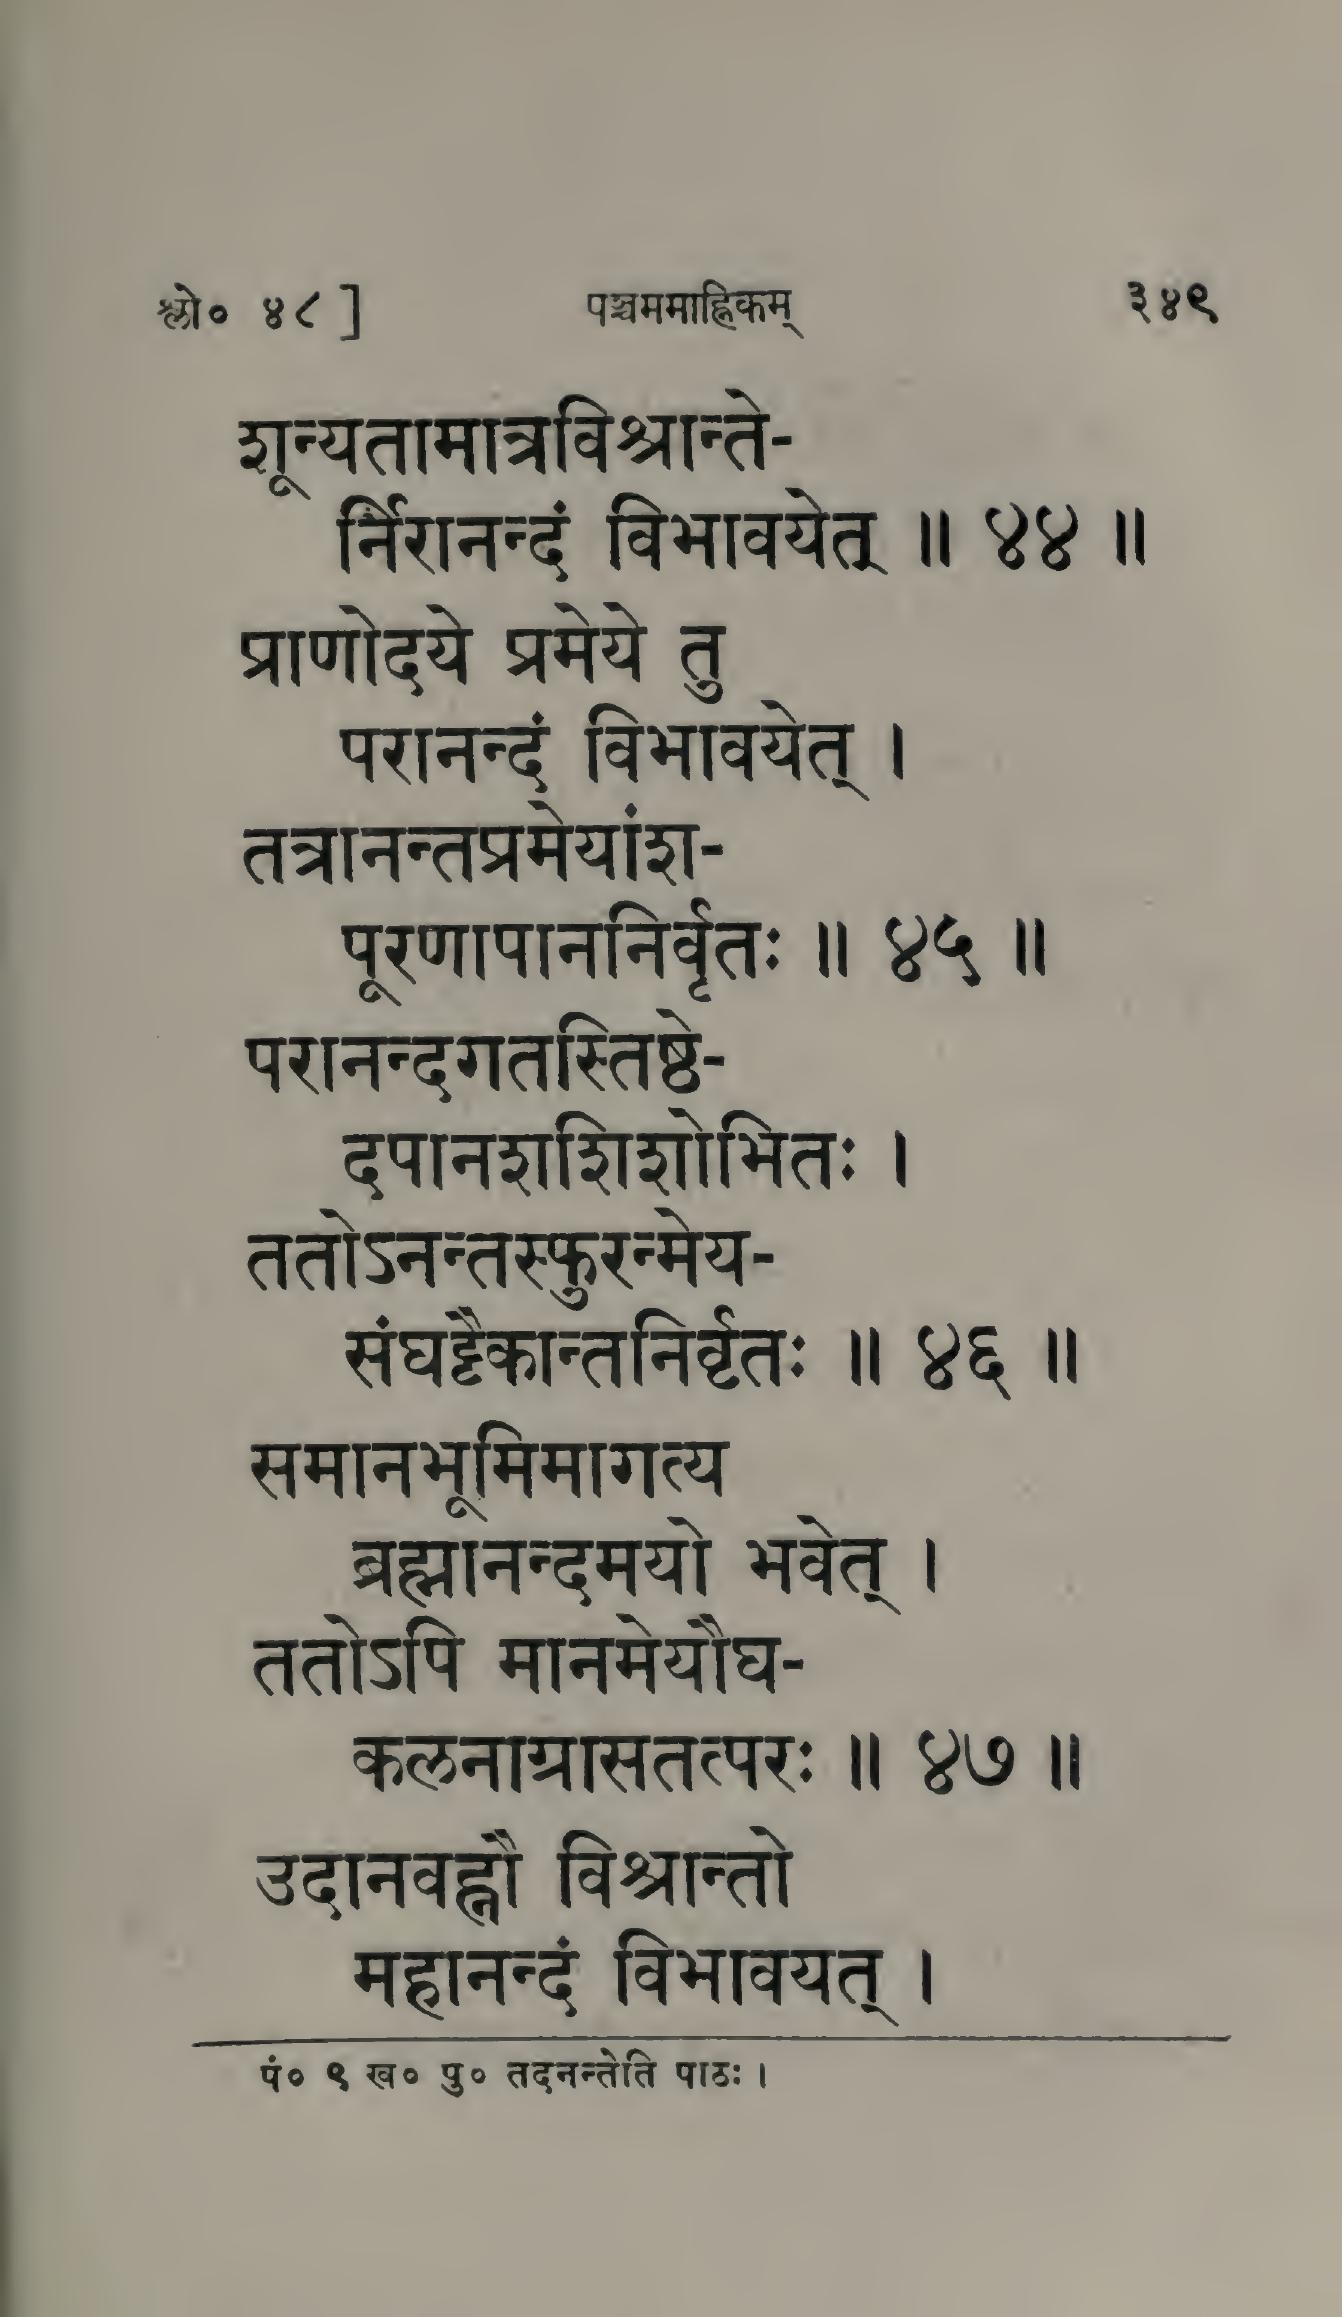 श्लो० ४८] पञ्चममाह्निकम् ३४९
शून्यतामात्रविश्रान्ते-
र्निरानन्दं विभावयेत् ॥ ४४ ॥
प्राणोदये प्रमेये तु
परानन्दं विभावयेत् ।
तत्रानन्तप्रमेयांश-
पूरणापाननिर्वृतः ॥ ४५ ॥
परानन्दगतस्तिष्ठे-
दपानशशिशोभितः ।
ततोऽनन्तस्फुरन्मेय-
संघट्टैकान्तनिर्वृतः ॥ ४६ ॥
समानभूमिमागत्य
ब्रह्मानन्दमयो भवेत् ।
ततोऽपि मानमेयौघ-
कलनाग्रासतत्परः ॥ ४७ ॥
उदानवह्नौ विश्रान्तो
महानन्दं विभावयत् ।
पं० ९ ख० पु० तदनन्तेति पाठः ।